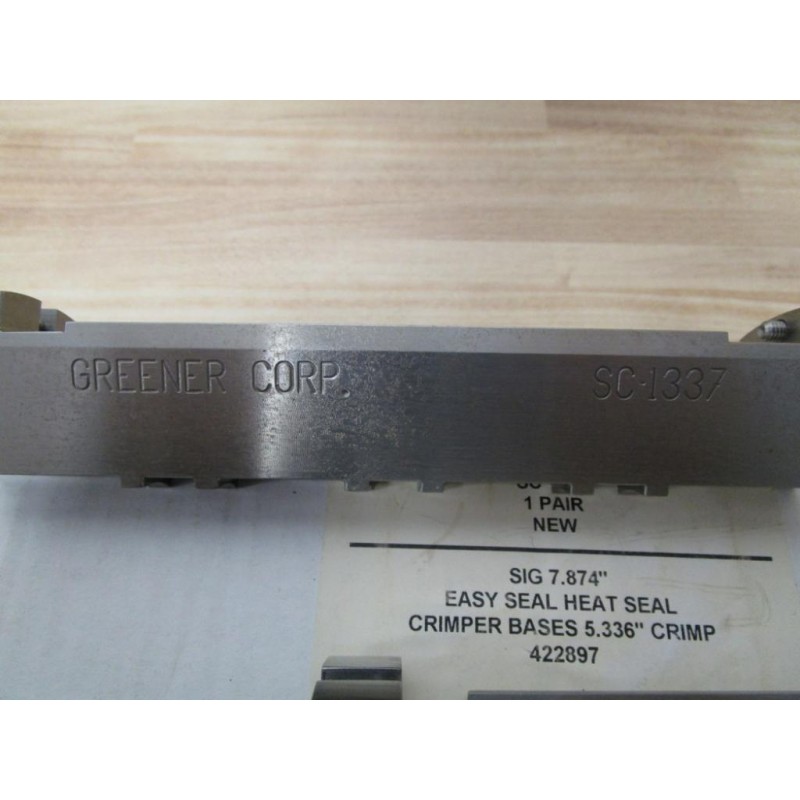 GREENER CORP. SC-1337
1 PAIR
NEW
SIG 7.874"
EASY SEAL HEAT SEAL
CRIMPER BASES 5.336" CRIMP
422897